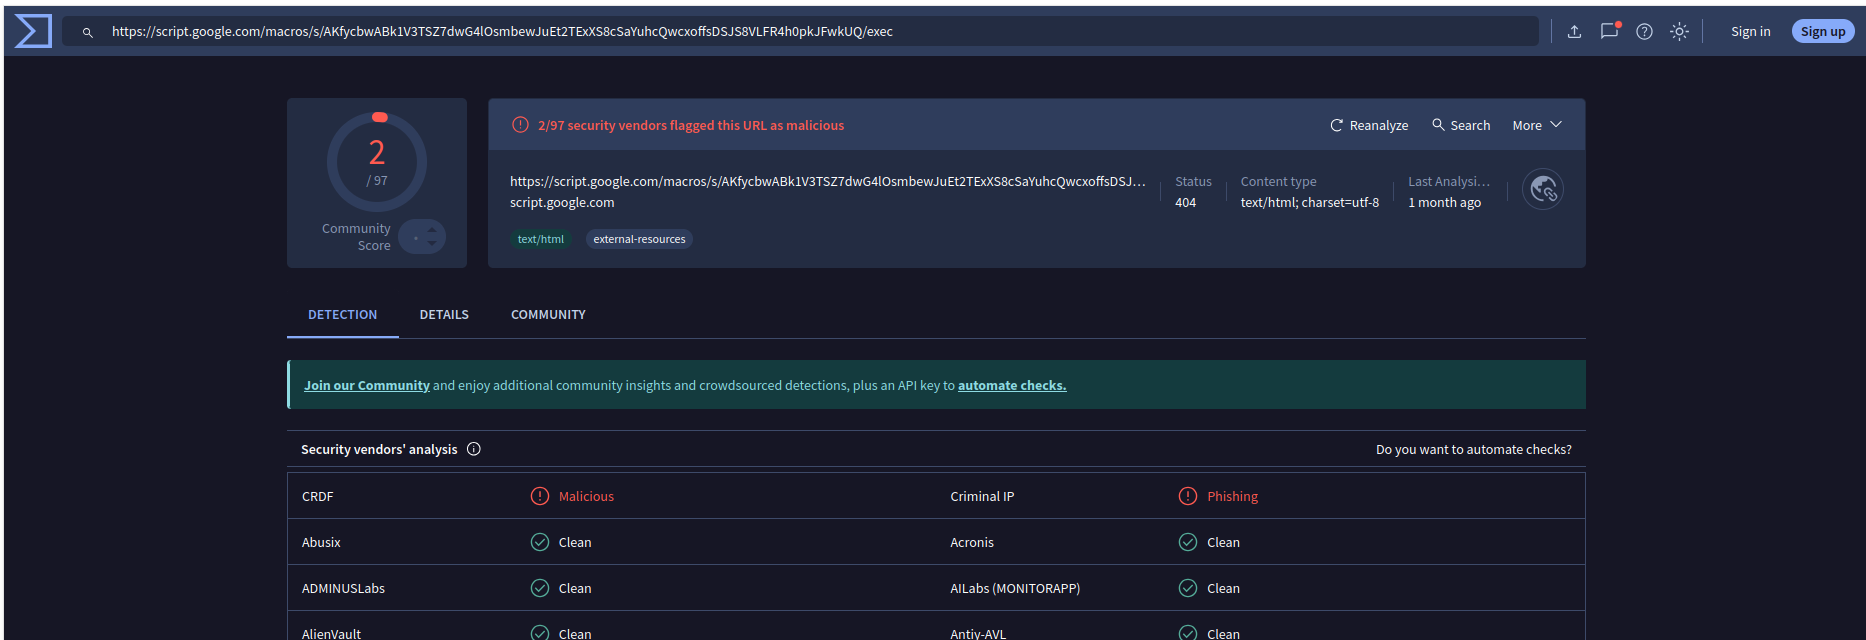 https://script.google.com/macros/s/AKfycbwABk1V3TSZ7dwG4lOsmbewJuEt2TExXS8cSaYuhcQwcxoffsDSJS8VLFR4h0pkJFwkUQ/exec
Sign in
Sign up
2
/ 97
Community Score
2/97 security vendors flagged this URL as malicious
Reanalyze
Search
More
https://script.google.com/macros/s/AKfycbwABk1V3TSZ7dwG4lOsmbewJuEt2TExXS8cSaYuhcQwcxoffsDSJ…
script.google.com
Status
404
Content type
text/html; charset=utf-8
Last Analysi…
1 month ago
text/html
external-resources
DETECTION
DETAILS
COMMUNITY
Join our Community and enjoy additional community insights and crowdsourced detections, plus an API key to automate checks.
Security vendors' analysis
Do you want to automate checks?
CRDF
Malicious
Criminal IP
Phishing
Abusix
Clean
Acronis
Clean
ADMINUSLabs
Clean
AILabs (MONITORAPP)
Clean
AlienVault
Clean
Antiy-AVL
Clean